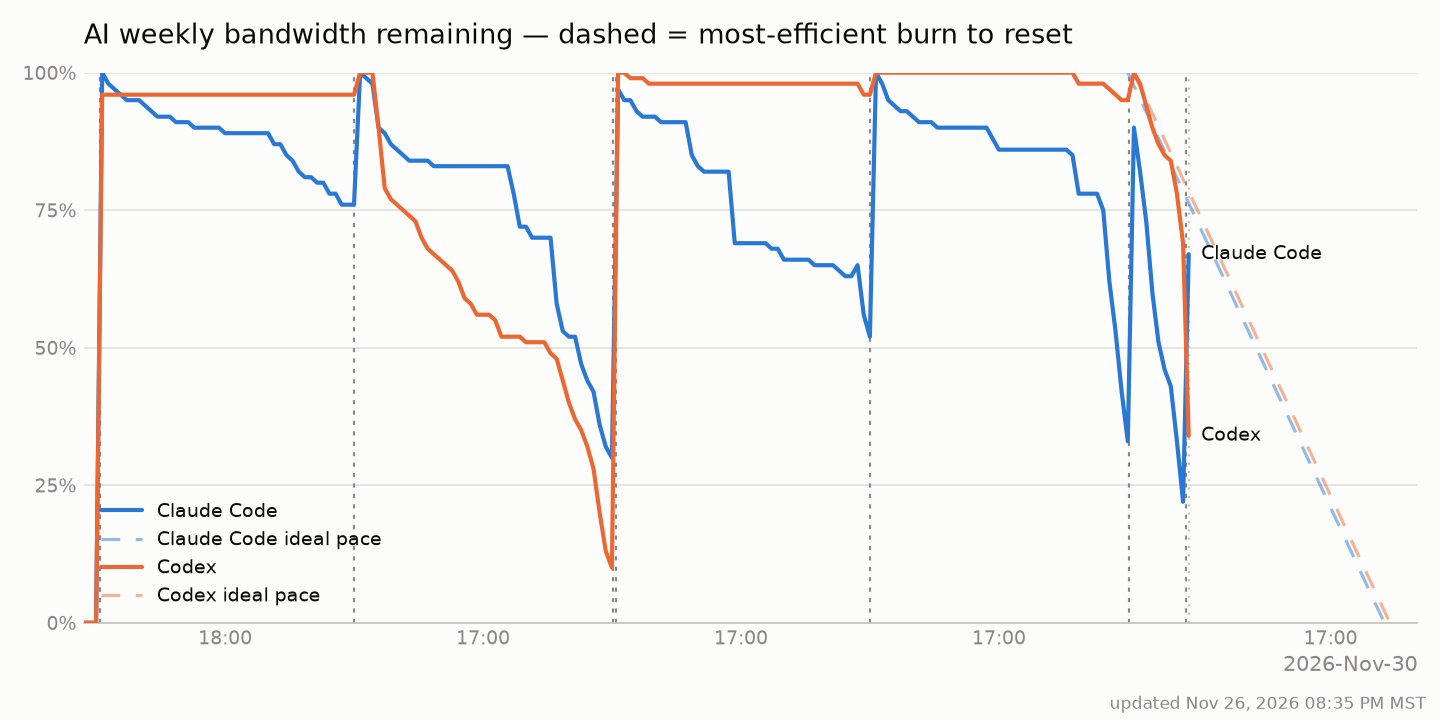 AI weekly bandwidth remaining — dashed = most-efficient burn to reset
100%
75%
50%
25%
0%
Claude Code
Codex
Claude Code
Claude Code ideal pace
Codex
Codex ideal pace
18:00
17:00
17:00
17:00
17:00
2026-Nov-30
updated Nov 26, 2026 08:35 PM MST